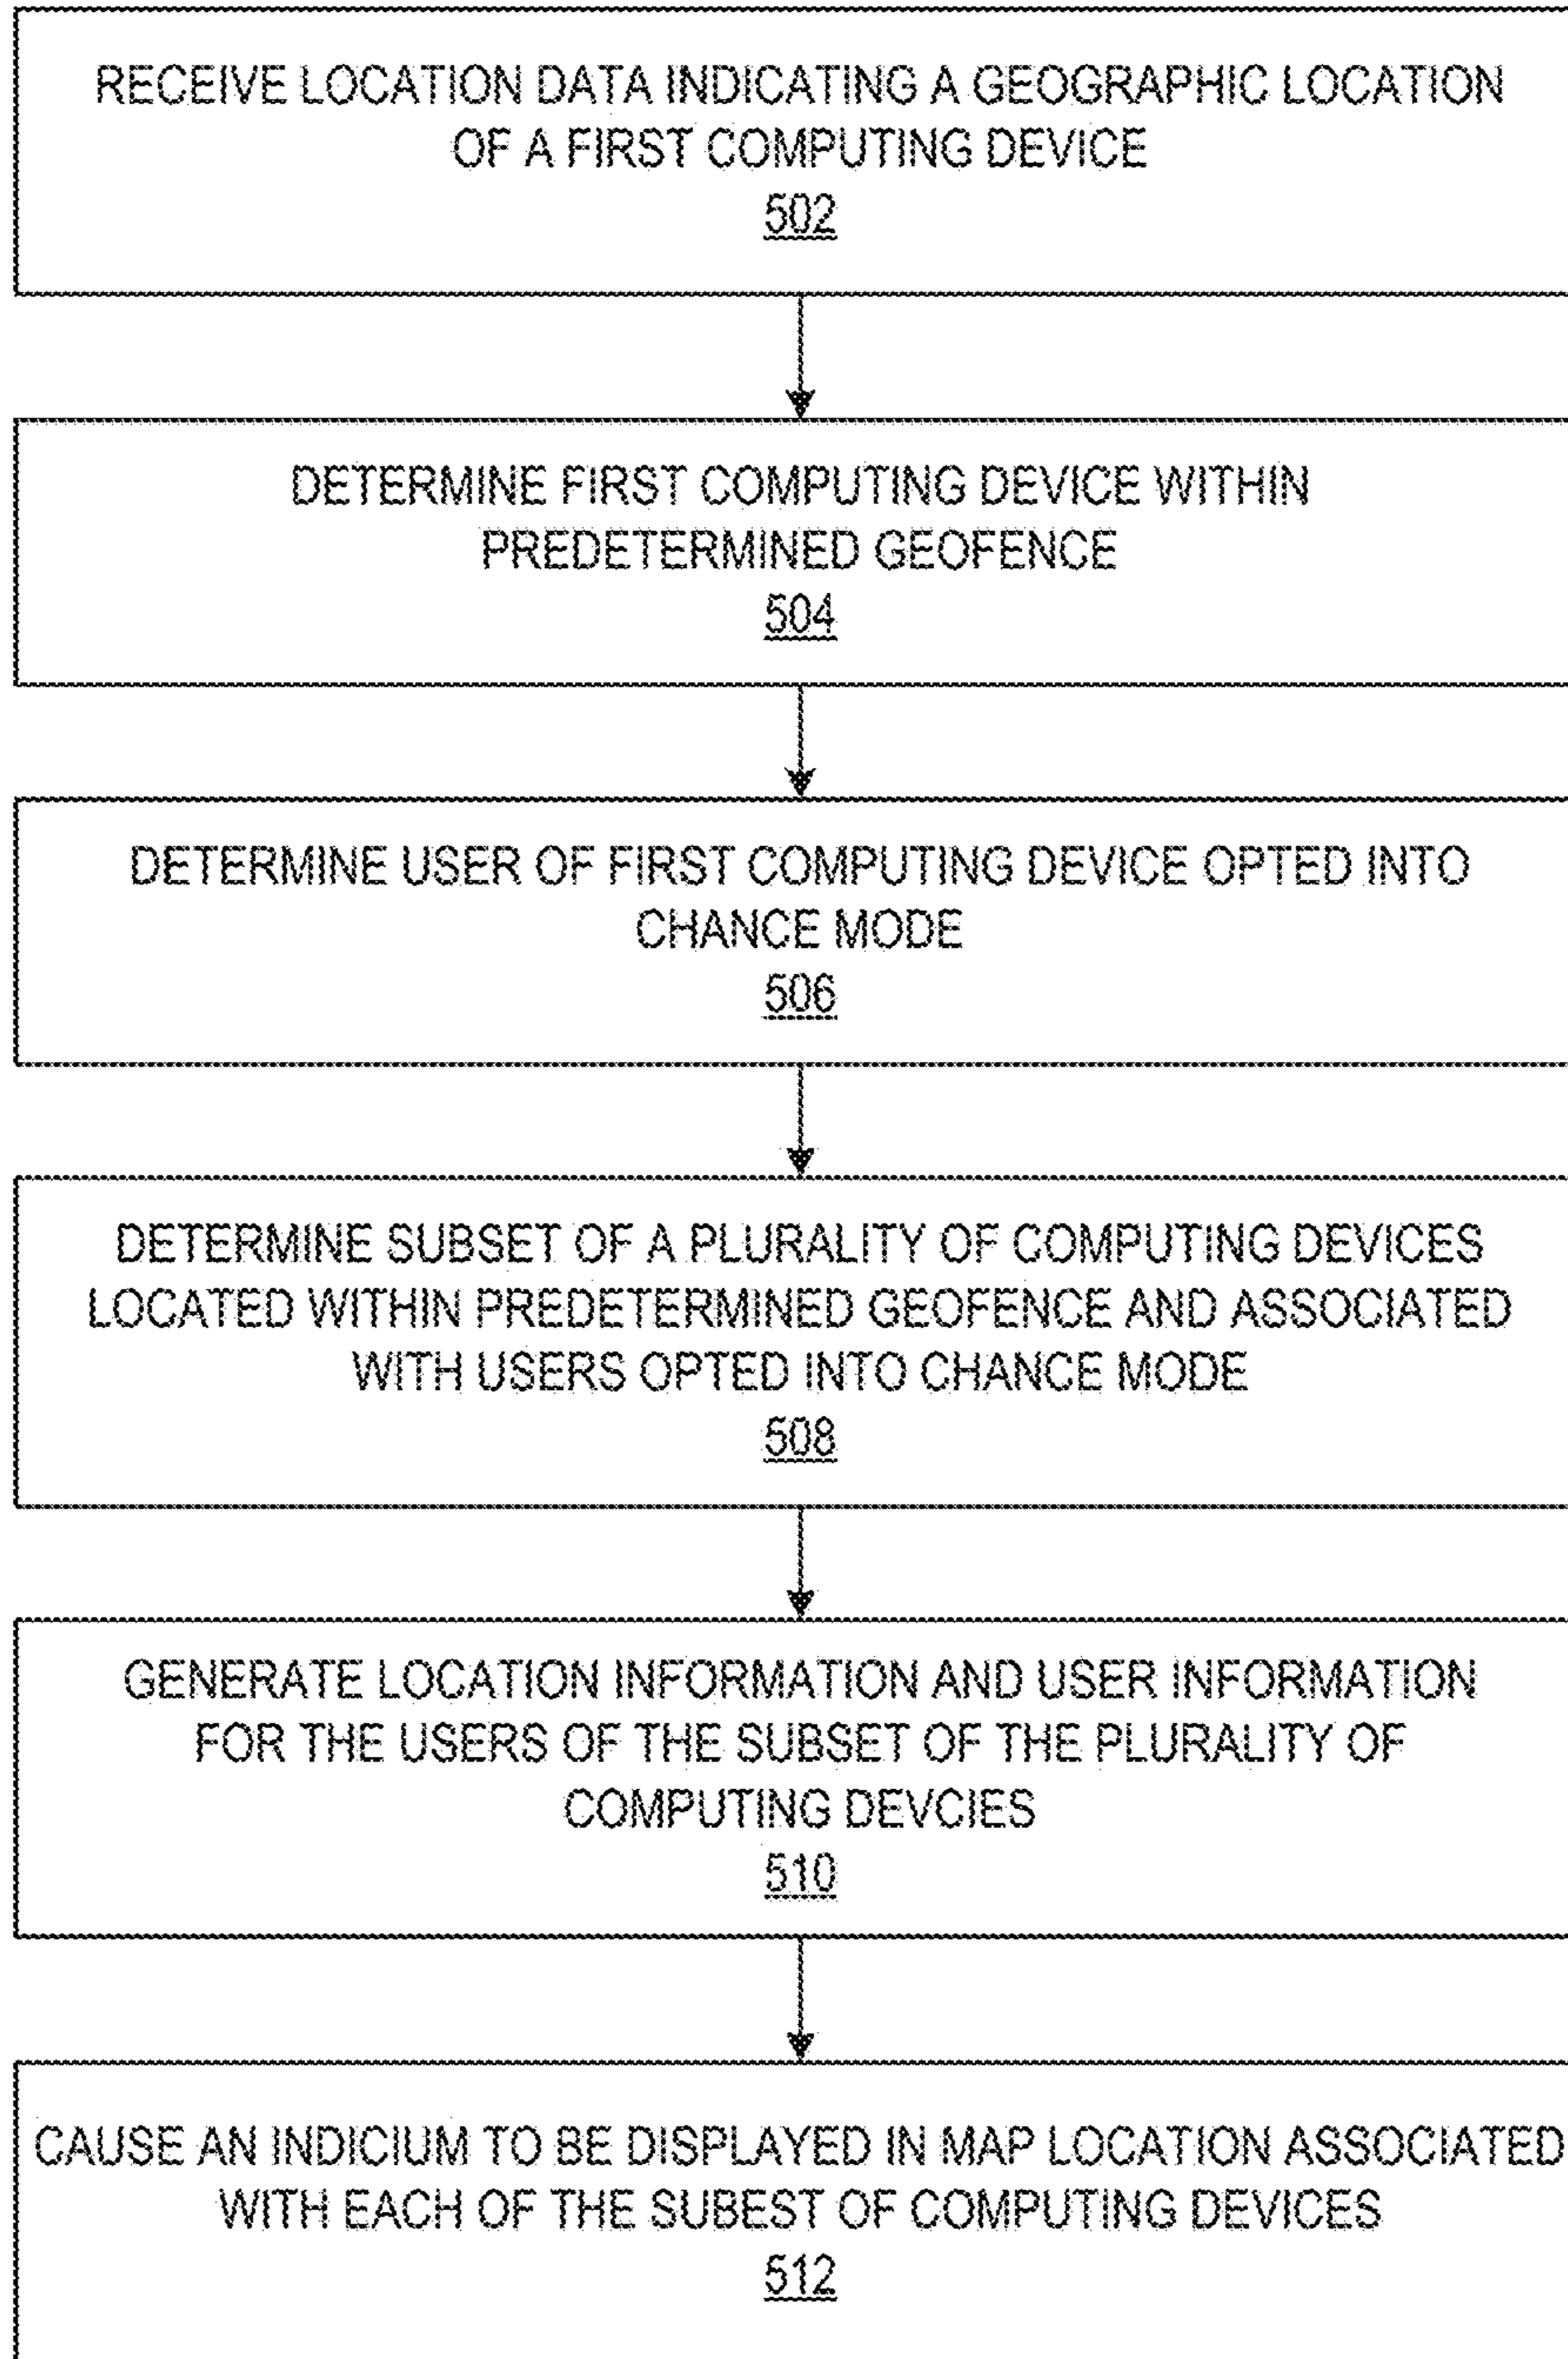 RECEIVE LOCATION DATA INDICATING A GEOGRAPHIC LOCATION
OF A FIRST COMPUTING DEVICE
502
DETERMINE FIRST COMPUTING DEVICE WITHIN
PREDETERMINED GEOFENCE
504
DETERMINE USER OF FIRST COMPUTING DEVICE OPTED INTO
CHANCE MODE
506
DETERMINE SUBSET OF A PLURALITY OF COMPUTING DEVICES
LOCATED WITHIN PREDETERMINED GEOFENCE AND ASSOCIATED
WITH USERS OPTED INTO CHANCE MODE
508
GENERATE LOCATION INFORMATION AND USER INFORMATION
FOR THE USERS OF THE SUBSET OF THE PLURALITY OF
COMPUTING DEVCIES
510
CAUSE AN INDICIUM TO BE DISPLAYED IN MAP LOCATION ASSOCIATED
WITH EACH OF THE SUBEST OF COMPUTING DEVICES
512